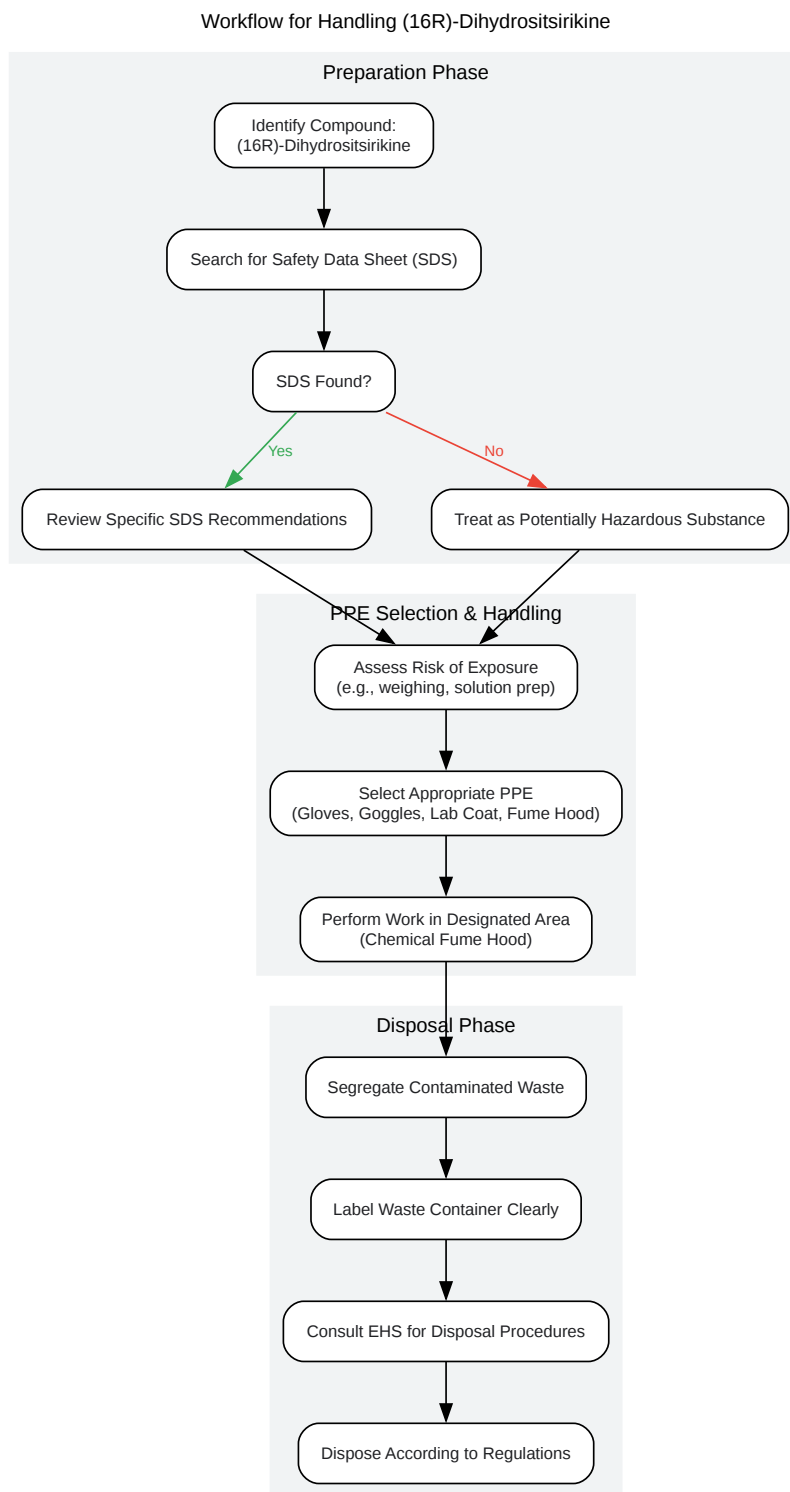 Workflow for Handling (16R)-Dihydrositsirikine
Preparation Phase
Identify Compound:
(16R)-Dihydrositsirikine
Search for Safety Data Sheet (SDS)
SDS Found?
Yes
No
Review Specific SDS Recommendations
Treat as Potentially Hazardous Substance
PPE Selection & Handling
Assess Risk of Exposure
(e.g., weighing, solution prep)
Select Appropriate PPE
(Gloves, Goggles, Lab Coat, Fume Hood)
Perform Work in Designated Area
(Chemical Fume Hood)
Disposal Phase
Segregate Contaminated Waste
Label Waste Container Clearly
Consult EHS for Disposal Procedures
Dispose According to Regulations